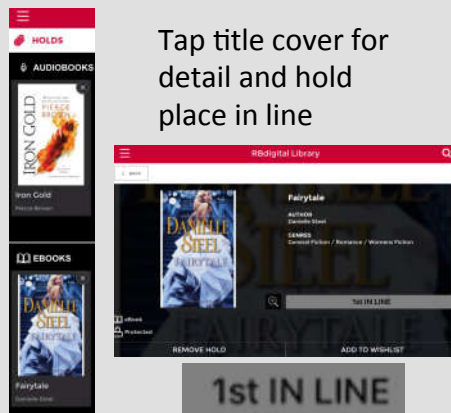 HOLDS
AUDIOBOOKS
IRON GOLD
PIERCE
BROWN
Iron Gold
Pierce Brown
EBOOKS
DANIELLE
STEEL
FAIRYTALE
Fairytale
Danielle Steel
Tap title cover for
detail and hold
place in line
RBdigital Library
BACK
DANIELLE
STEEL
FAIRYTALE
Fairytale
AUTHOR
Danielle Steel
GENRES
General Fiction / Romance / Womens Fiction
1st IN LINE
eBook
Protected
REMOVE HOLD
ADD TO WISHLIST
1st IN LINE